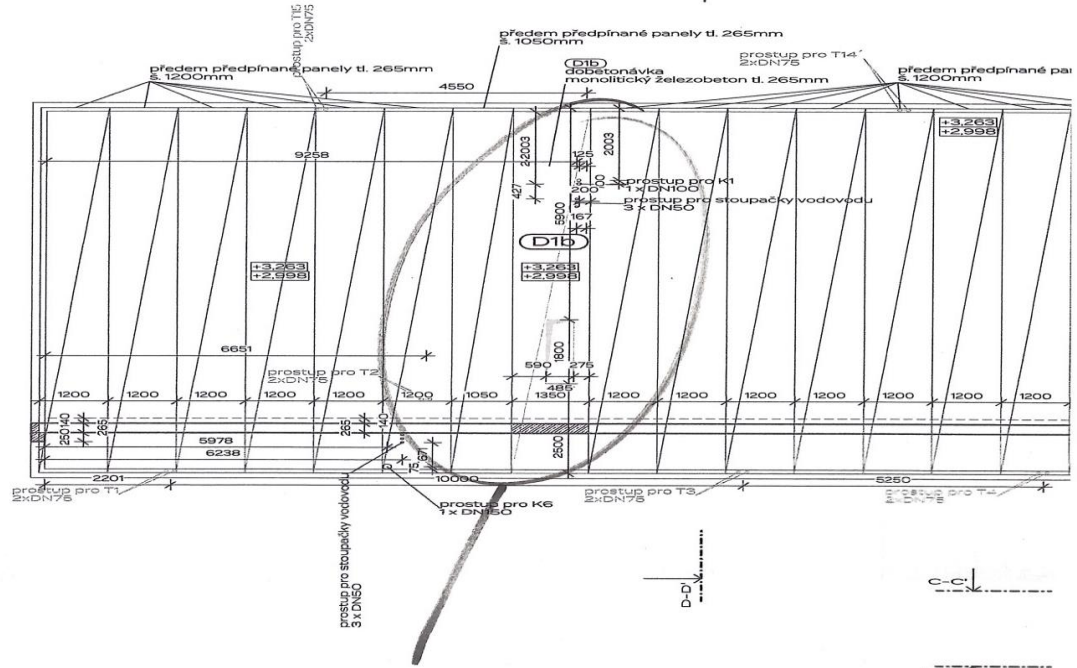 prostup pro T15
2xDN75
předem předpínané panely tl. 265mm
š. 1050mm
předem předpínané panely tl. 265mm
š. 1200mm
D1b
dobetonávka
monolitický železobeton tl. 265mm
prostup pro T14'
2xDN75
předem předpínané pa
š. 1200mm
4550
+3,263
+2,998
9258
2003
125
2003
427
200
prostup pro K1
1 x DN100
prostup pro stoupačky vodovodu
3 x DN50
5900
167
D1b
+3,263
+2,998
+3,263
+2,998
6651
1800
590
275
485
prostup pro T2
2xDN75
1200 1200 1200 1200 1200 1200 1050 1350 1200 1200 1200 1200 1200 1200 1200
140
250
265
265
140
5978
6238
75
671
2500
2201
10000
5250
prostup pro T1
2xDN75
prostup pro T3
2xDN75
prostup pro T4
2xDN75
prostup pro K6
1 x DN150
prostup pro stoupačky vodovodu
3 x DN50
D-D'
C-C'